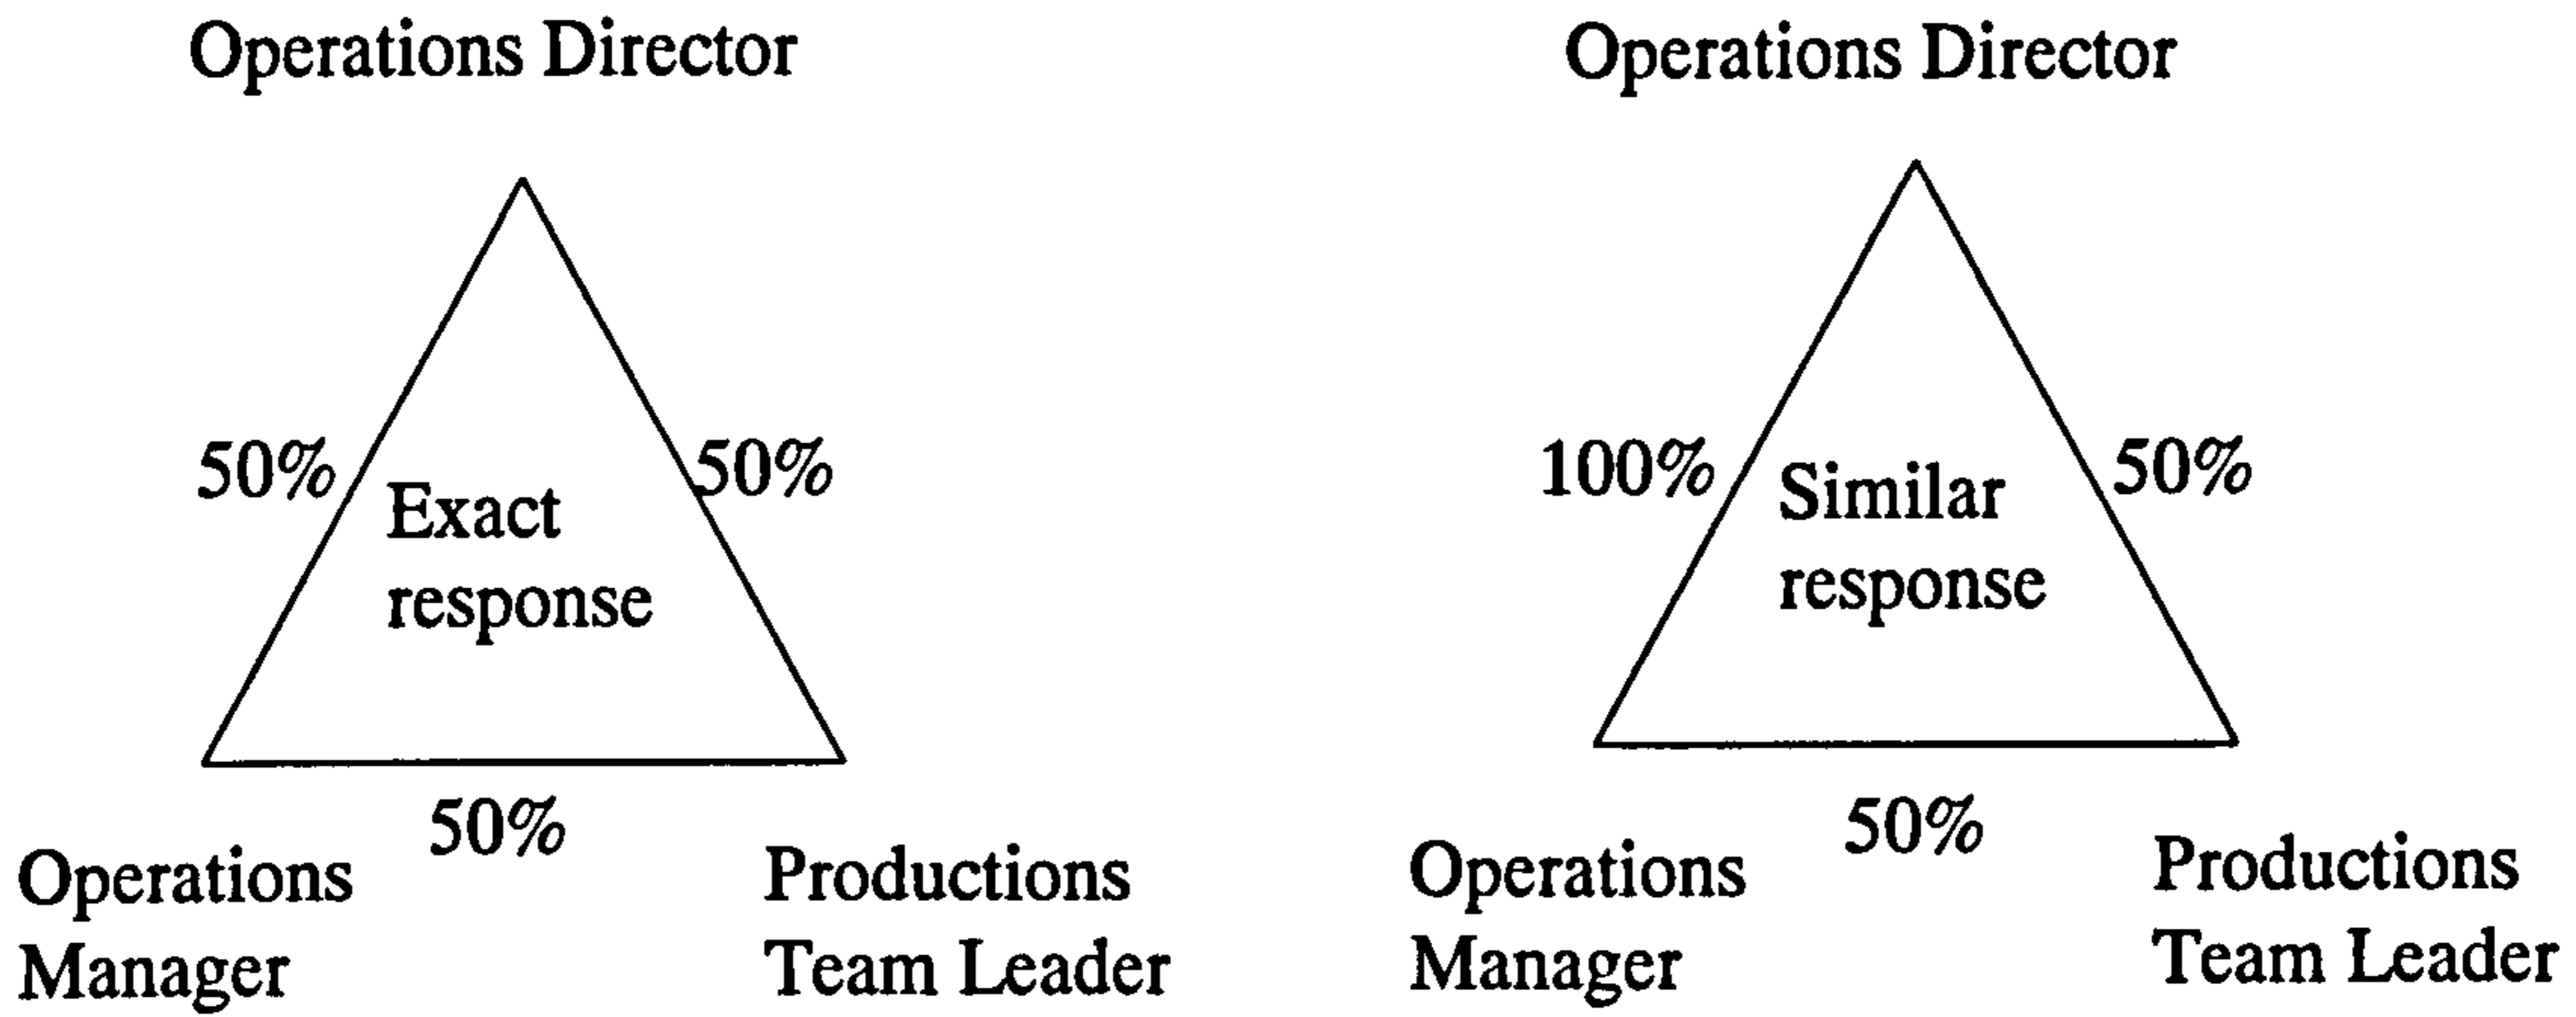 Operations Director
50%
50%
Exact
response
50%
Operations
Manager
Productions
Team Leader
Operations Director
100%
50%
Similar
response
50%
Operations
Manager
Productions
Team Leader